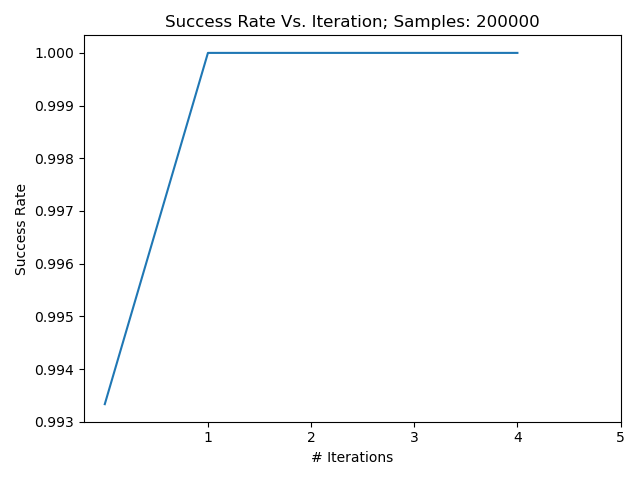 Success Rate Vs. Iteration; Samples: 200000
1.000
0.999
0.998
0.997
0.996
0.995
0.994
0.993
Success Rate
1 2 3 4 5
# Iterations